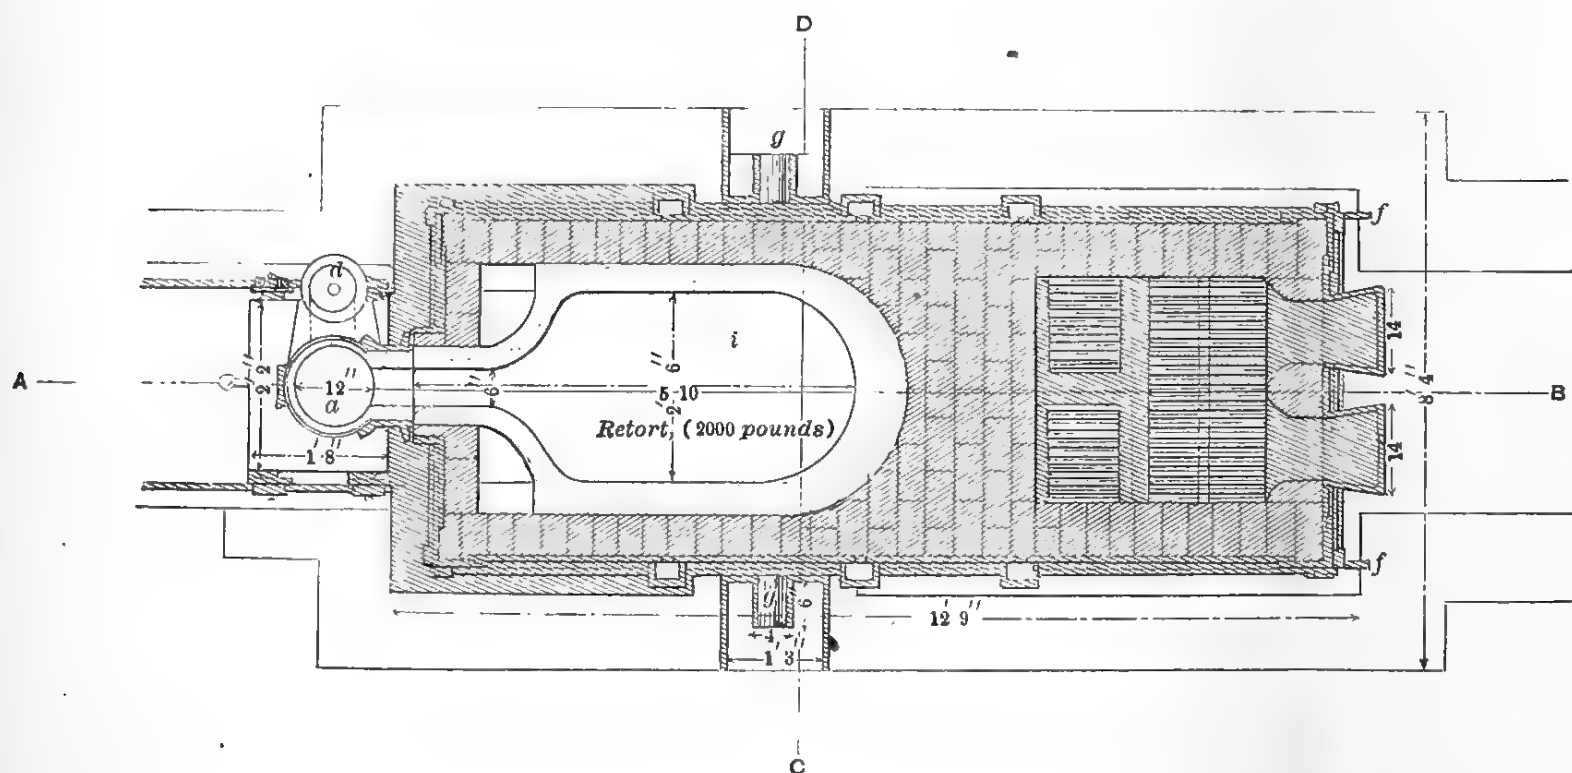 D
g
f
d
A
12"
a
2' 2"
1' 8"
6"
2' 6"
i
5' 10"
Retort, (2000 pounds)
14
14
8' 4"
B
f
g
6"
4"
1' 3"
12' 9"
C